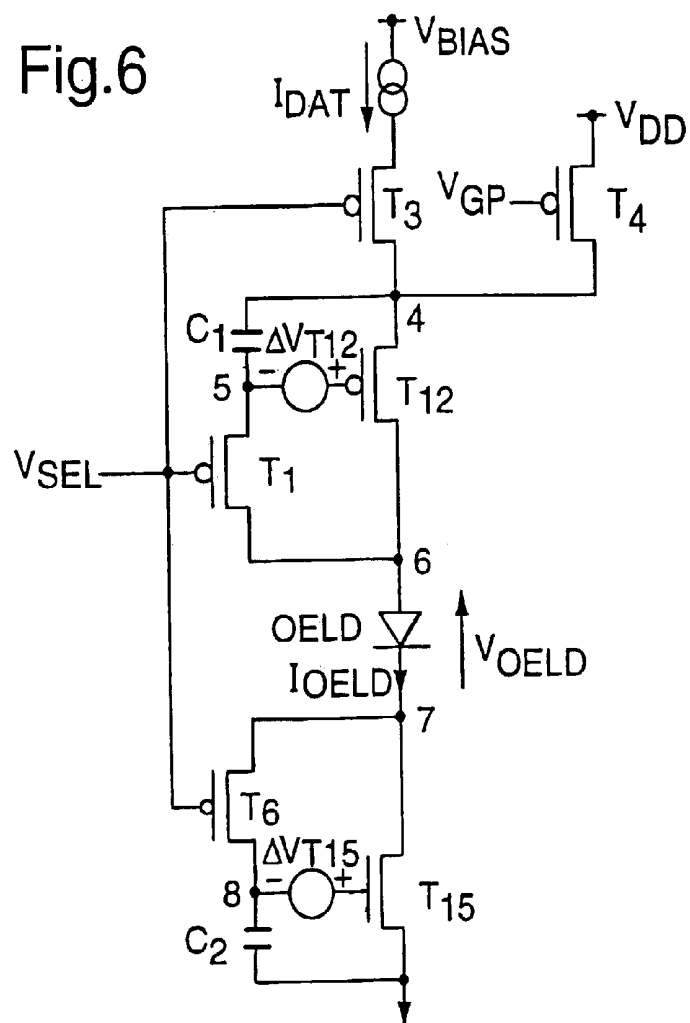 Fig.6
VBIAS
IDAT
VDD
T3
VGP
T4
4
C1
ΔVT12
5
- +
T12
VSEL
T1
6
OELD
VOELD
IOELD
7
T6
ΔVT15
8
- +
T15
C2